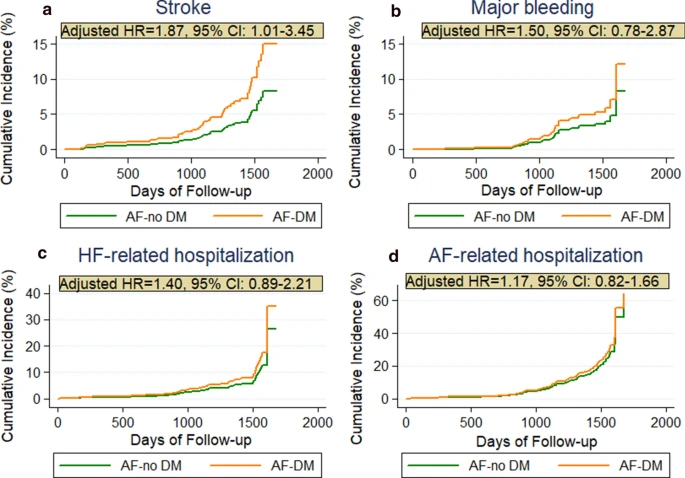 a
Stroke
Adjusted HR=1.87, 95% CI: 1.01-3.45
Cumulative Incidence (%)
15
10
5
0
0 500 1000 1500 2000
Days of Follow-up
AF-no DM AF-DM
b
Major bleeding
Adjusted HR=1.50, 95% CI: 0.78-2.87
Cumulative Incidence (%)
15
10
5
0
0 500 1000 1500 2000
Days of Follow-up
AF-no DM AF-DM
c
HF-related hospitalization
Adjusted HR=1.40, 95% CI: 0.89-2.21
Cumulative Incidence (%)
40
30
20
10
0
0 500 1000 1500 2000
Days of Follow-up
AF-no DM AF-DM
d
AF-related hospitalization
Adjusted HR=1.17, 95% CI: 0.82-1.66
Cumulative Incidence (%)
60
40
20
0
0 500 1000 1500 2000
Days of Follow-up
AF-no DM AF-DM